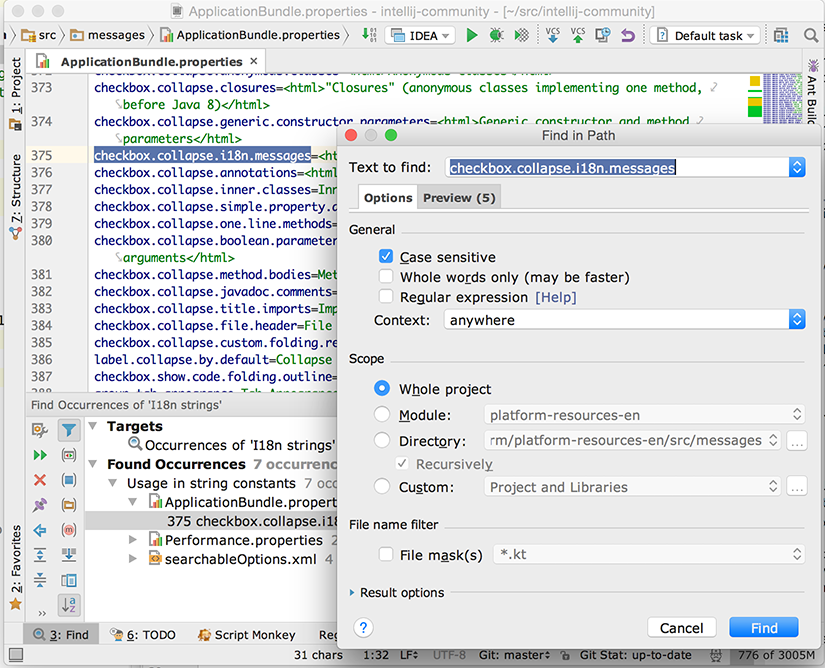 ApplicationBundle.properties - intellij-community - [~/src/intellij-community]
src
messages
ApplicationBundle.properties
IDEA
VCS
VCS
Default task
ApplicationBundle.properties
373
checkbox.collapse.closures=<html>"Closures" (anonymous classes implementing one method,
before Java 8)</html>
374
checkbox.collapse.generic.constructor.parameters=<html>Generic constructor and method
parameters</html>
375
checkbox.collapse.i18n.messages=<ht
376
checkbox.collapse.annotations=<html
377
checkbox.collapse.inner.classes=Inn
378
checkbox.collapse.simple.property.a
379
checkbox.collapse.one.line.methods=
380
checkbox.collapse.boolean.parameter
arguments</html>
381
checkbox.collapse.method.bodies=Met
382
checkbox.collapse.javadoc.comments=
383
checkbox.collapse.title.imports=Imp
384
checkbox.collapse.file.header=File
385
checkbox.collapse.custom.folding.re
386
label.collapse.by.default=Collapse
387
checkbox.show.code.folding.outline=
1: Project
7: Structure
2: Favorites
Ant Build
Find Occurrences of 'I18n strings'
Targets
Occurrences of 'I18n strings'
Found Occurrences 7 occurrenc
Usage in string constants 7 oc
ApplicationBundle.propert
375 checkbox.collapse.i18
Performance.properties 2
searchableOptions.xml 4
3: Find
6: TODO
Script Monkey
Reg
31 chars
1:32
LF
UTF-8
Git: master
Git Stat: up-to-date
776 of 3005M
Find in Path
Text to find:
checkbox.collapse.i18n.messages
Options
Preview (5)
General
Case sensitive
Whole words only (may be faster)
Regular expression [Help]
Context:
anywhere
Scope
Whole project
Module:
platform-resources-en
Directory:
rm/platform-resources-en/src/messages
...
Recursively
Custom:
Project and Libraries
...
File name filter
File mask(s)
*.kt
Result options
?
Cancel
Find